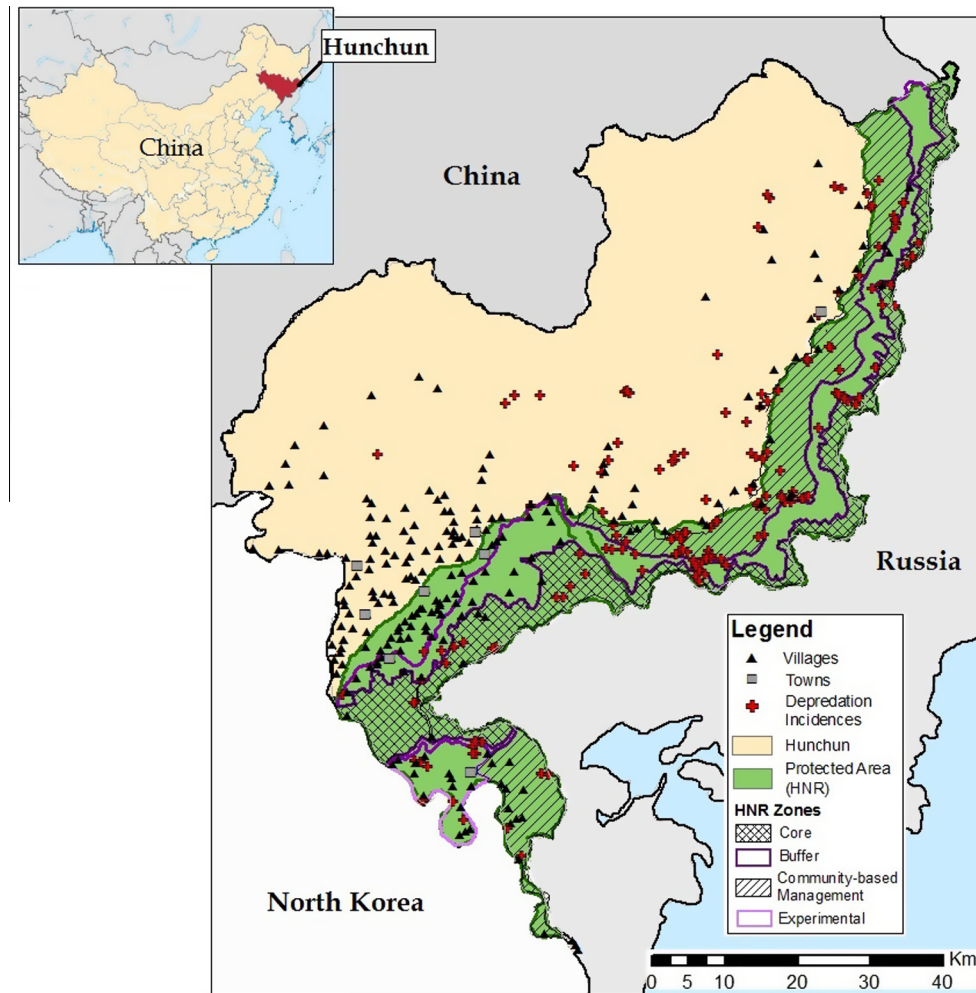 Hunchun
China
China
Russia
North Korea
Legend
Villages
Towns
Depredation
Incidences
Hunchun
Protected Area
(HNR)
HNR Zones
Core
Buffer
Community-based
Management
Experimental
Km
0 5 10 20 30 40